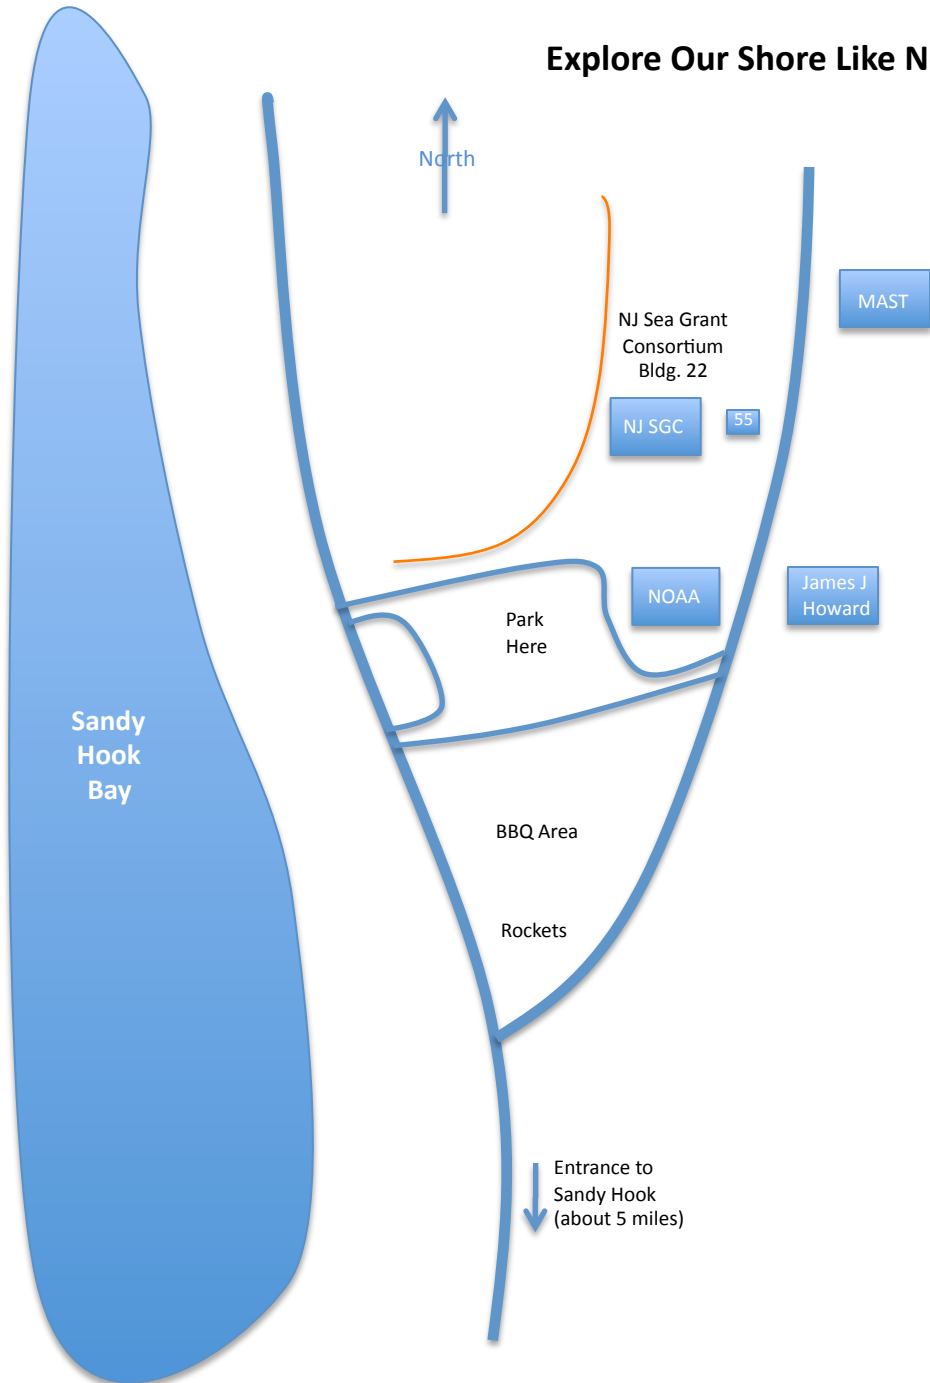 Explore Our Shore Like N
North
MAST
NJ Sea Grant
Consortium
Bldg. 22
NJ SGC
55
NOAA
James J
Howard
Park
Here
Sandy
Hook
Bay
BBQ Area
Rockets
Entrance to
Sandy Hook
(about 5 miles)